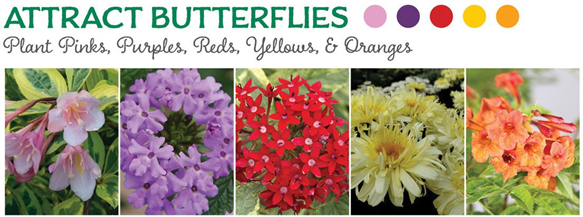 ATTRACT BUTTERFLIES
Plant Pinks, Purples, Reds, Yellows, & Oranges